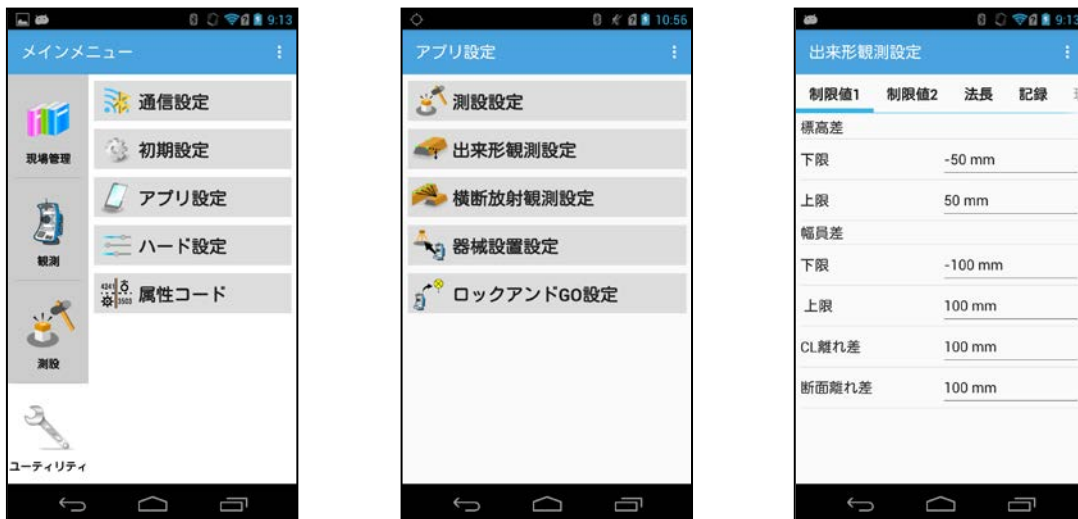 9:13
メインメニュー
現場管理
観測
測設
ユーティリティ
通信設定
初期設定
アプリ設定
ハード設定
属性コード
10:56
アプリ設定
測設設定
出来形観測設定
横断放射観測設定
器械設置設定
ロックアンドGO設定
9:13
出来形観測設定
制限値1 制限値2 法長 記録
標高差
下限 -50 mm
上限 50 mm
幅員差
下限 -100 mm
上限 100 mm
CL離れ差 100 mm
断面離れ差 100 mm